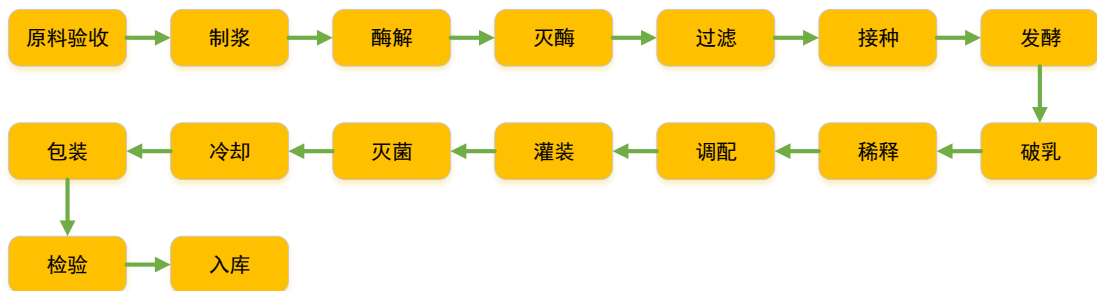 原料验收
制浆
酶解
灭酶
过滤
接种
发酵
破乳
稀释
调配
灌装
灭菌
冷却
包装
检验
入库